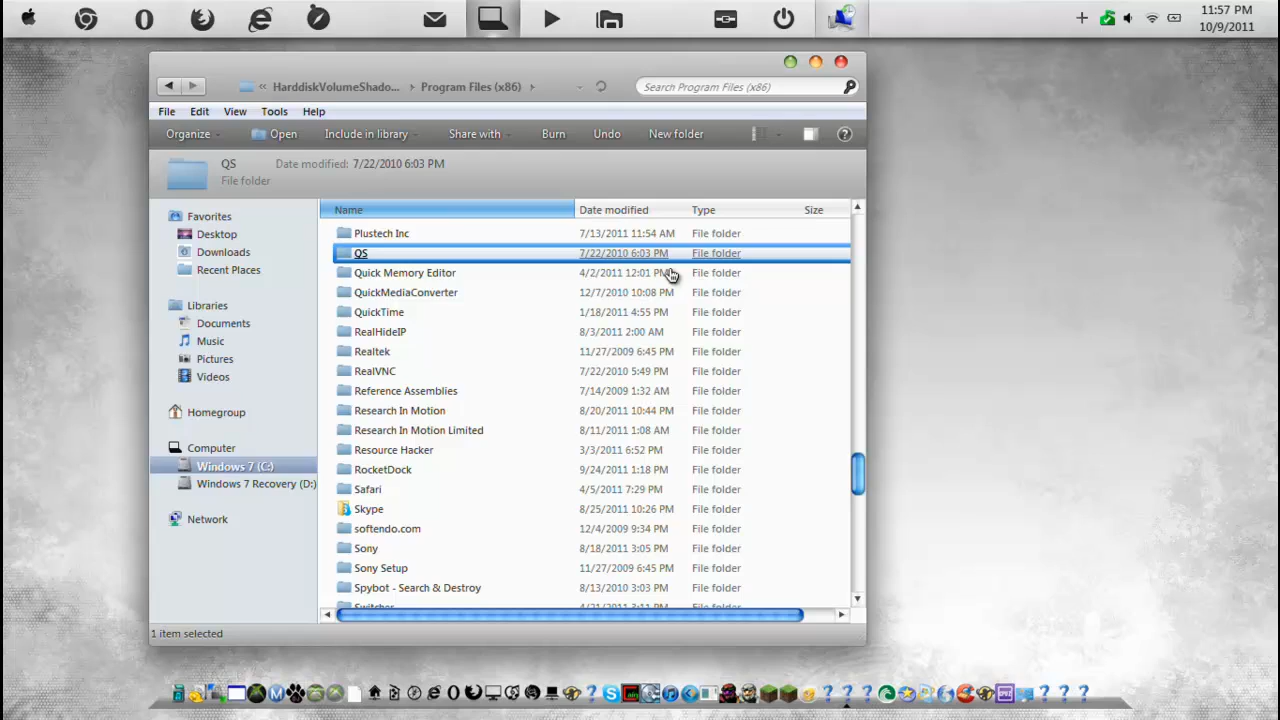 11:57 PM
10/9/2011
« HarddiskVolumeShado... Program Files (x86)
Search Program Files (x86)
File Edit View Tools Help
Organize Open Include in library Share with Burn Undo New folder
QS Date modified: 7/22/2010 6:03 PM
File folder
Name Date modified Type Size
Favorites
Desktop
Downloads
Recent Places
Libraries
Documents
Music
Pictures
Videos
Homegroup
Computer
Windows 7 (C:)
Windows 7 Recovery (D:)
Network
Plustech Inc 7/13/2011 11:54 AM File folder
QS 7/22/2010 6:03 PM File folder
Quick Memory Editor 4/2/2011 12:01 PM File folder
QuickMediaConverter 12/7/2010 10:08 PM File folder
QuickTime 1/18/2011 4:55 PM File folder
RealHideIP 8/3/2011 2:00 AM File folder
Realtek 11/27/2009 6:45 PM File folder
RealVNC 7/22/2010 5:49 PM File folder
Reference Assemblies 7/14/2009 1:32 AM File folder
Research In Motion 8/20/2011 10:44 PM File folder
Research In Motion Limited 8/11/2011 1:08 AM File folder
Resource Hacker 3/3/2011 6:52 PM File folder
RocketDock 9/24/2011 1:18 PM File folder
Safari 4/5/2011 7:29 PM File folder
Skype 8/25/2011 10:26 PM File folder
softendo.com 12/4/2009 9:34 PM File folder
Sony 8/18/2011 3:05 PM File folder
Sony Setup 11/27/2009 6:45 PM File folder
Spybot - Search & Destroy 8/13/2010 3:03 PM File folder
Switcher 4/21/2011 3:11 PM File folder
1 item selected